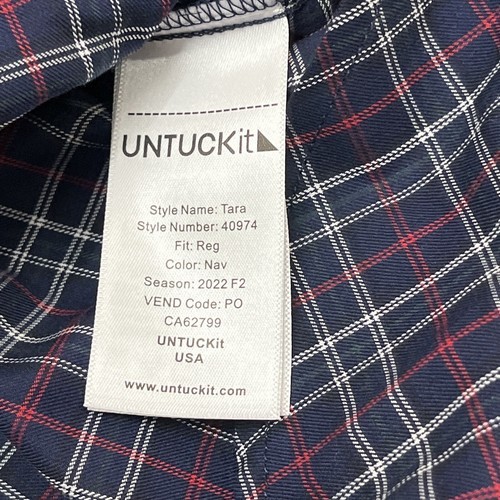 UNTUCKit
Style Name: Tara
Style Number: 40974
Fit: Reg
Color: Nav
Season: 2022 F2
VEND Code: PO
CA62799
UNTUCKit
USA
www.untuckit.com